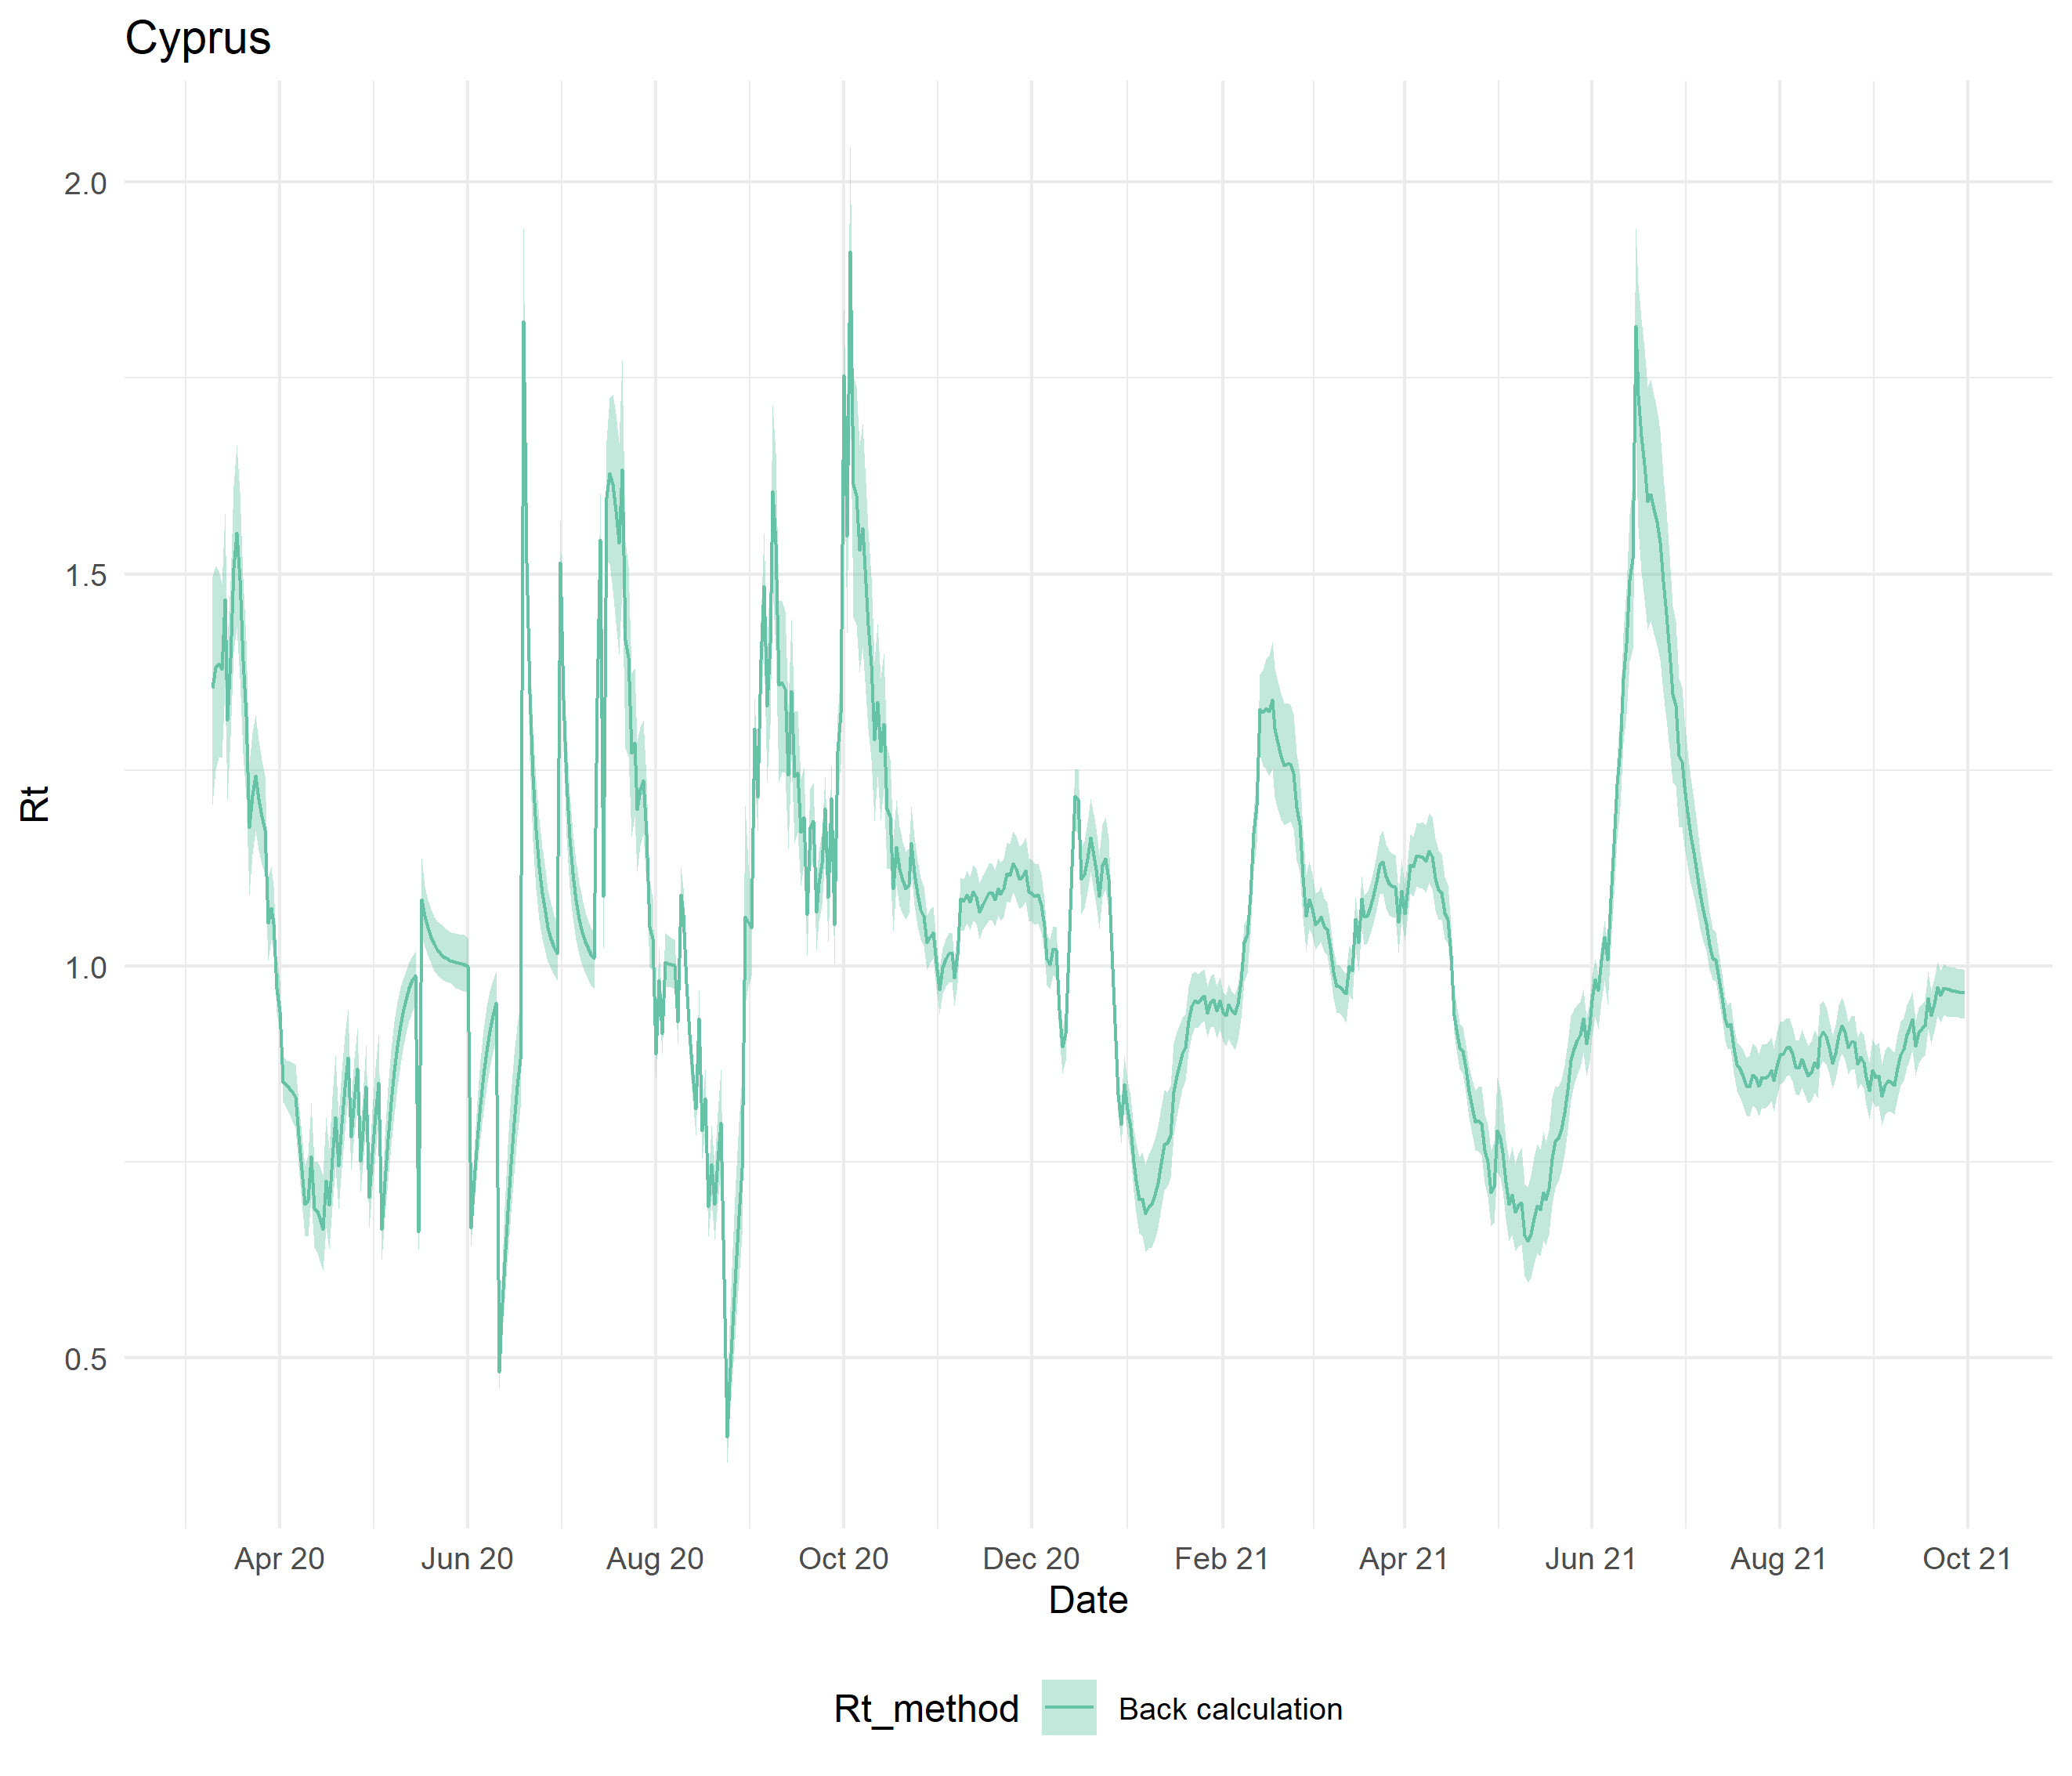 Cyprus
2.0
1.5
1.0
0.5
Rt
Apr 20 Jun 20 Aug 20 Oct 20 Dec 20 Feb 21 Apr 21 Jun 21 Aug 21 Oct 21
Date
Rt_method Back calculation